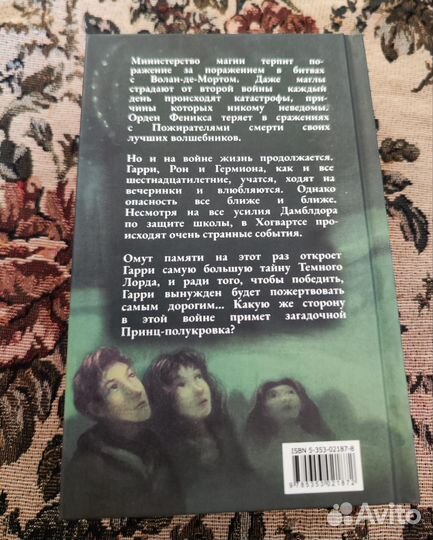 Министерство магии терпит по-
ражение за поражением в битвах
с Волан-де-Мортом. Даже маглы
страдают от второй войны каждый
день происходят катастрофы, при-
чины которых никому неведомы.
Орден Феникса теряет в сражениях
с Пожирателями смерти своих
лучших волшебников.
Но и на войне жизнь продолжается.
Гарри, Рон и Гермиона, как и все
шестнадцатилетние, учатся, ходят на
вечеринки и влюбляются. Однако
опасность все ближе и ближе.
Несмотря на все усилия Дамблдора
по защите школы, в Хогвартсе про-
исходят очень странные события.
Омут памяти на этот раз откроет
Гарри самую большую тайну Темного
Лорда, и ради того, чтобы победить,
Гарри вынужден будет пожертвовать
самым дорогим... Какую же сторону
в этой войне примет загадочной
Принц-полукровка?
ISBN 5-353-02187-8
9 785353 021872
Avito